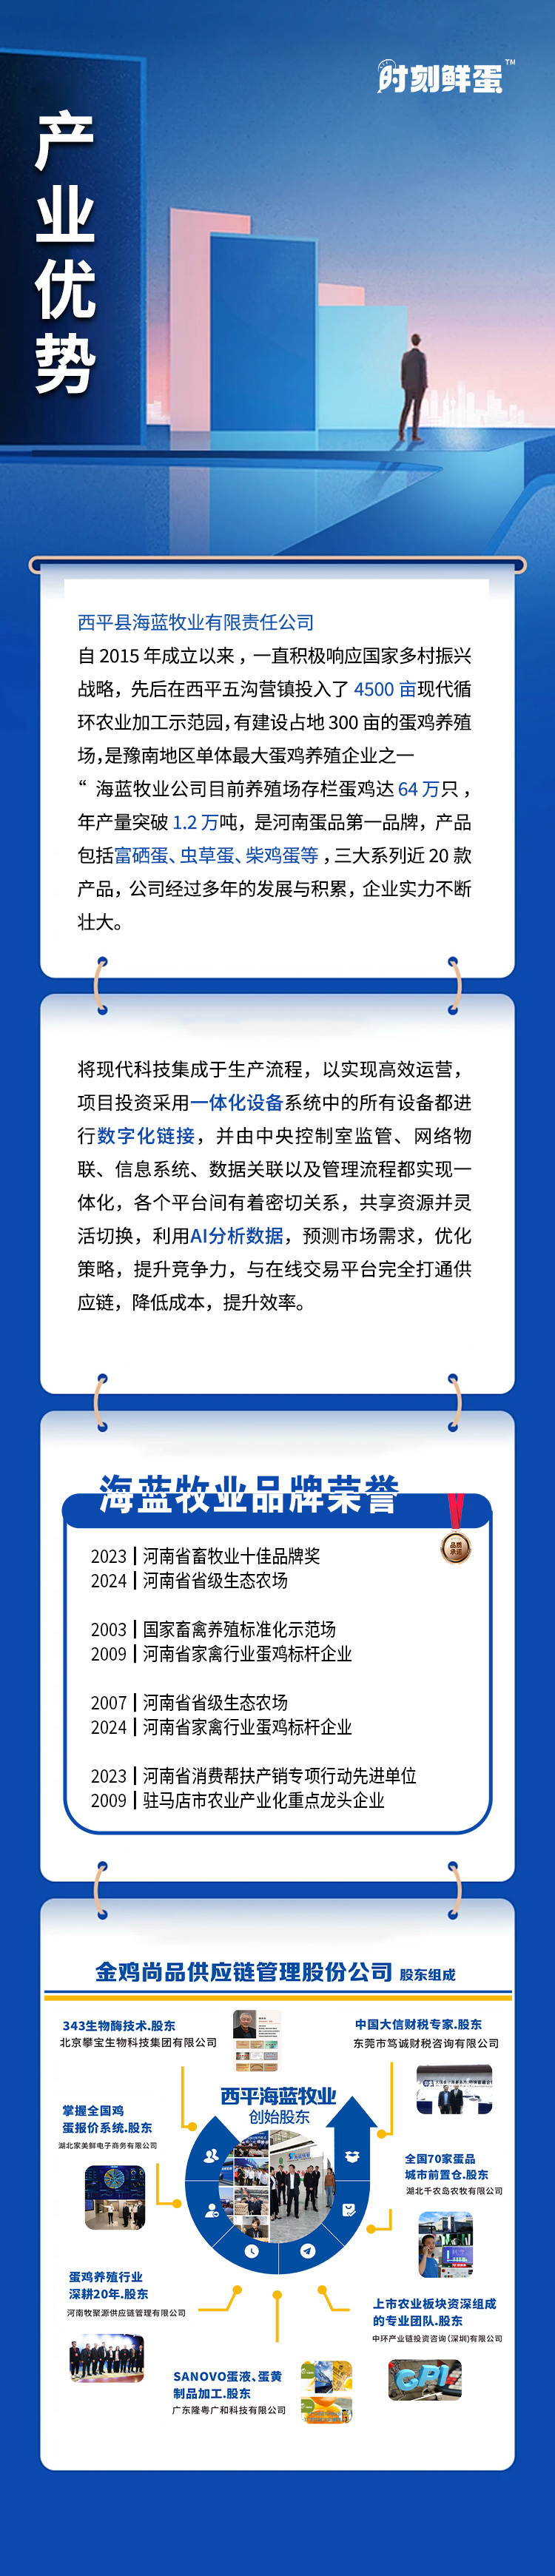 时刻鲜蛋™
产业优势
西平县海蓝牧业有限责任公司
自 2015 年成立以来 ，一直积极响应国家乡村振兴
战略，先后在西平五沟营镇投入了 4500 亩现代循
环农业加工示范园，有建设占地 300 亩的蛋鸡养殖
场，是豫南地区单体最大蛋鸡养殖企业之一
“ 海蓝牧业公司目前养殖场存栏蛋鸡达 64 万只 ，
年产量突破 1.2 万吨，是河南蛋品第一品牌，产品
包括富硒蛋、虫草蛋、柴鸡蛋等 ，三大系列近 20 款
产品，公司经过多年的发展与积累，企业实力不断
壮大。
将现代科技集成于生产流程，以实现高效运营，
项目投资采用一体化设备系统中的所有设备都进
行数字化链接，并由中央控制室监管、网络物
联、信息系统、数据关联以及管理流程都实现一
体化，各个平台间有着密切关系，共享资源并灵
活切换，利用AI分析数据，预测市场需求，优化
策略，提升竞争力，与在线交易平台完全打通供
应链，降低成本，提升效率。
海蓝牧业品牌荣誉
品质
承诺
2023 | 河南省畜牧业十佳品牌奖
2024 | 河南省省级生态农场
2003 | 国家畜禽养殖标准化示范场
2009 | 河南省家禽行业蛋鸡标杆企业
2007 | 河南省省级生态农场
2024 | 河南省家禽行业蛋鸡标杆企业
2023 | 河南省消费帮扶产销专项行动先进单位
2009 | 驻马店市农业产业化重点龙头企业
金鸡尚品供应链管理股份公司 股东组成
343生物酶技术.股东
北京攀宝生物科技集团有限公司
中国大信财税专家.股东
东莞市笃诚财税咨询有限公司
西平海蓝牧业
创始股东
掌握全国鸡
蛋报价系统.股东
湖北家美鲜电子商务有限公司
全国70家蛋品
城市前置仓.股东
湖北千农岛农牧有限公司
蛋鸡养殖行业
深耕20年.股东
河南牧聚源供应链管理有限公司
上市农业板块资深组成
的专业团队.股东
中环产业链投资咨询（深圳）有限公司
SANOVO蛋液、蛋黄
制品加工.股东
广东隆粤广和科技有限公司